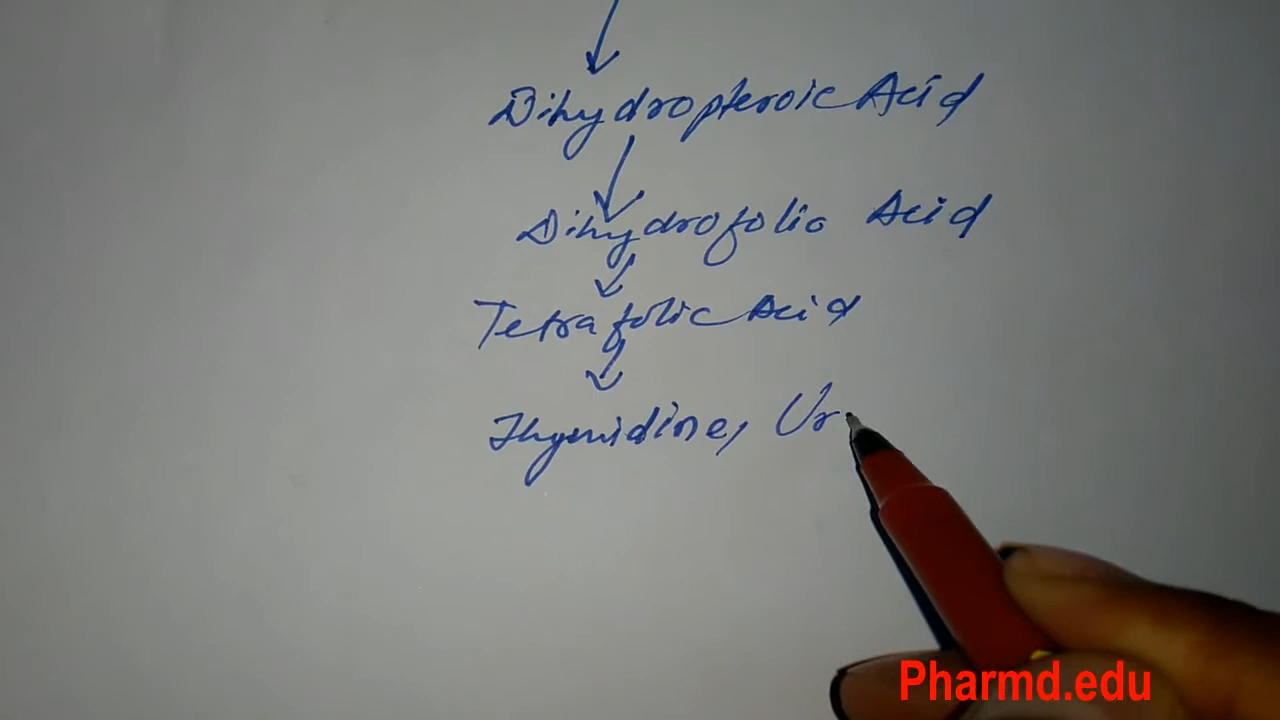 Dihydropteroic Acid
Dihydrofolic Acid
Tetrafolic Acid
Thymidine, Ur
Pharmd.edu